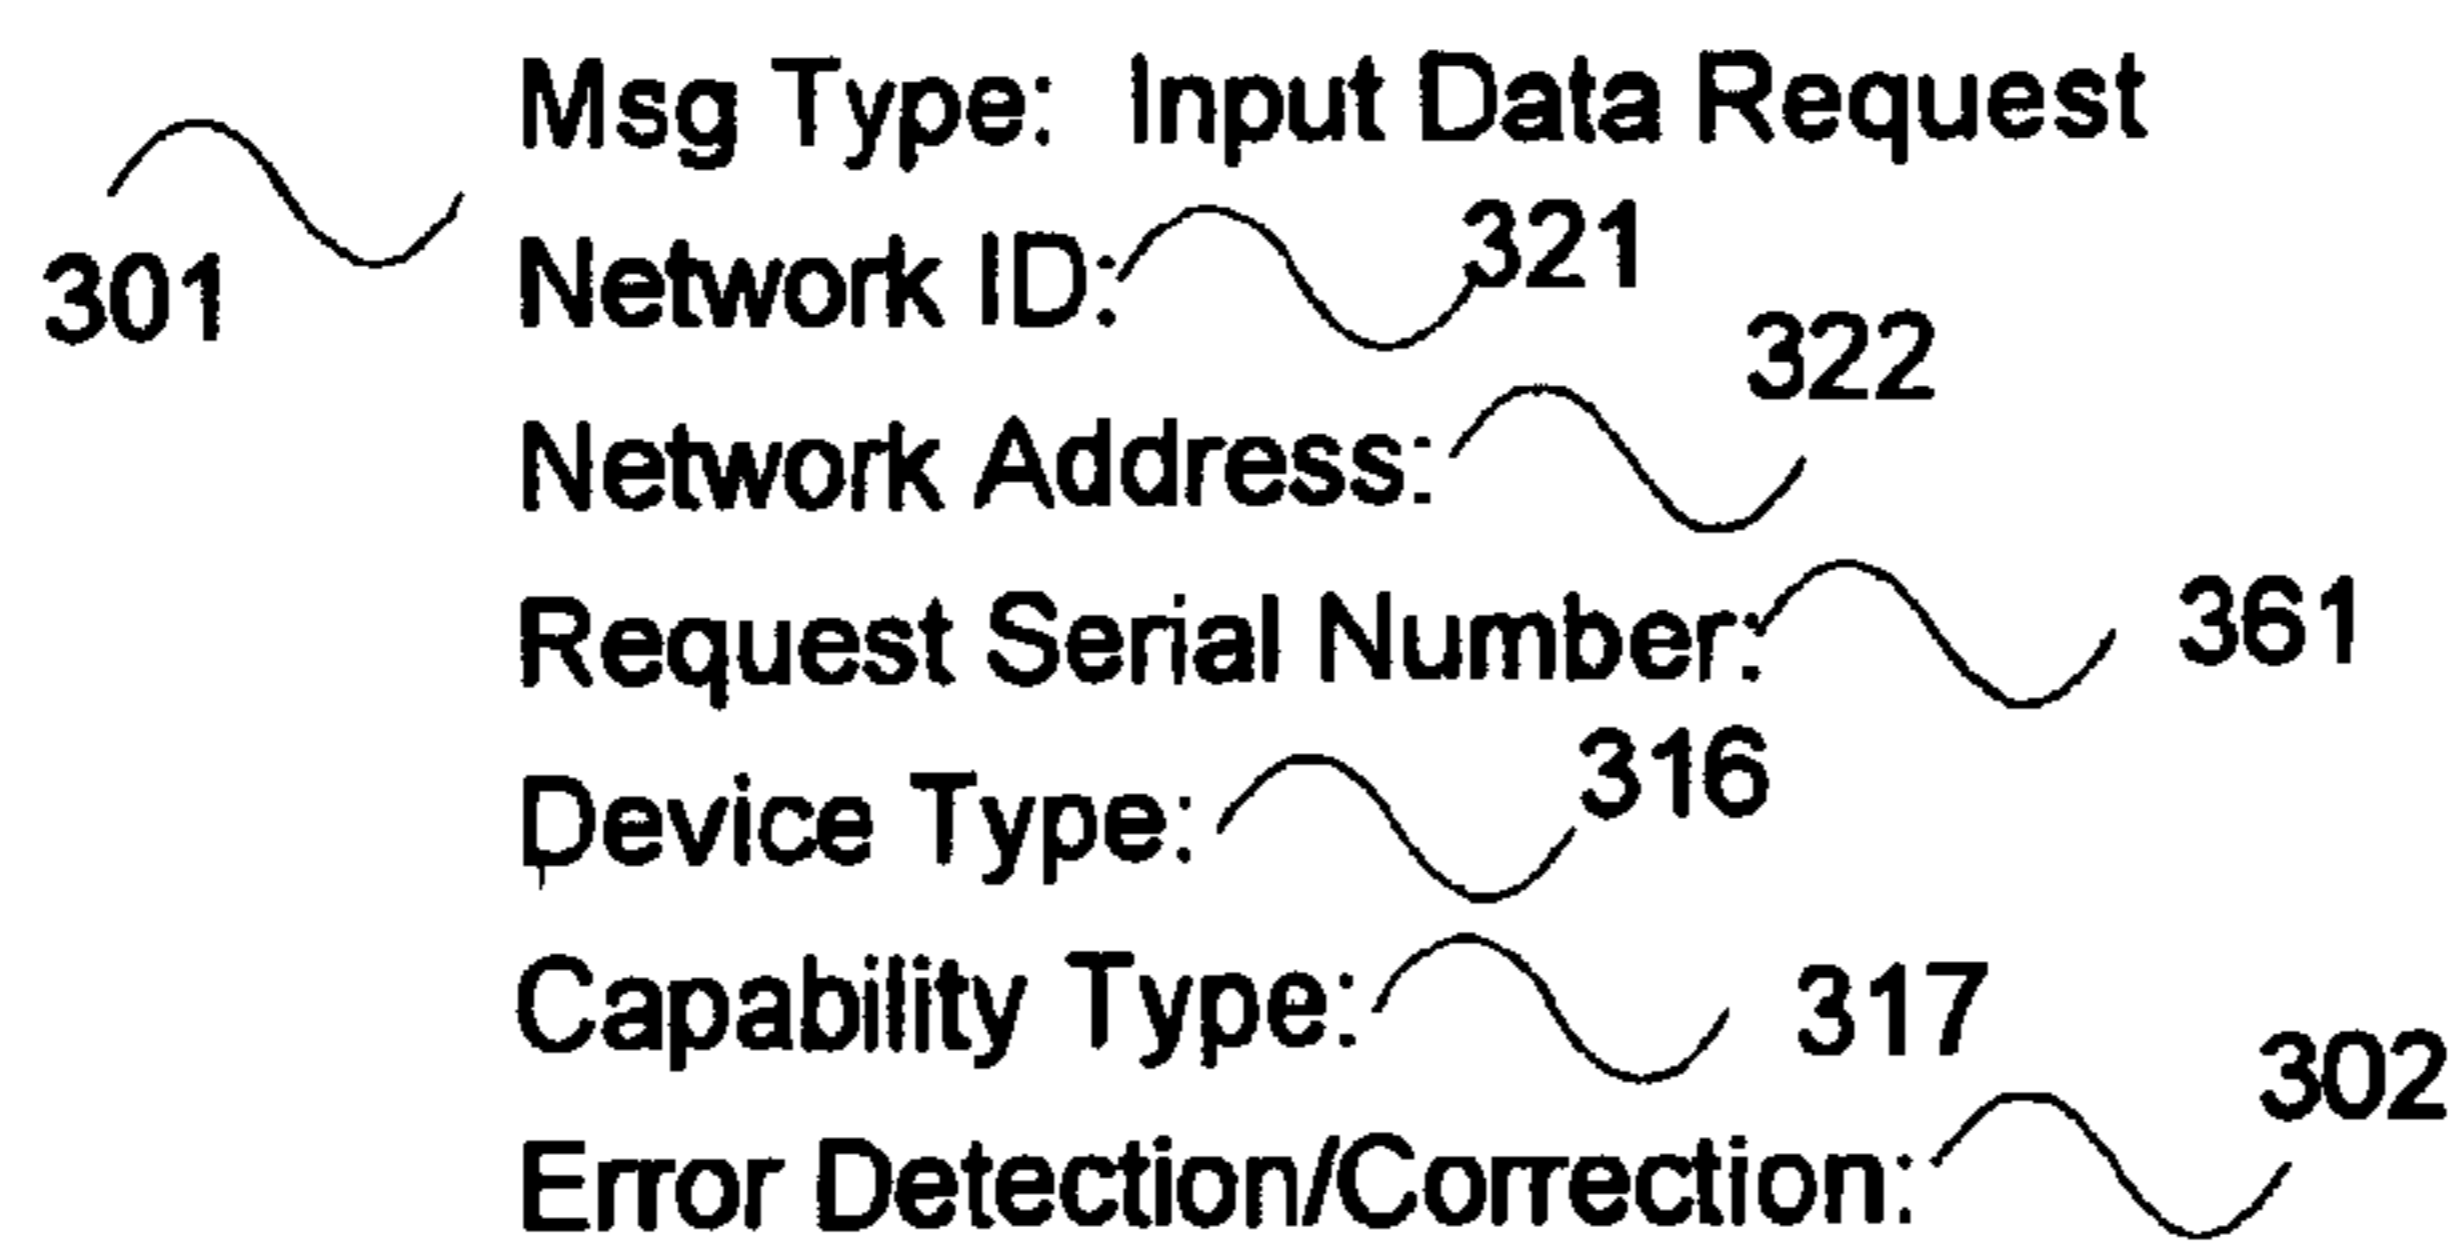 Msg Type: Input Data Request
301
Network ID: 321
322
Network Address:
Request Serial Number: 361
Device Type: 316
Capability Type: 317
302
Error Detection/Correction: